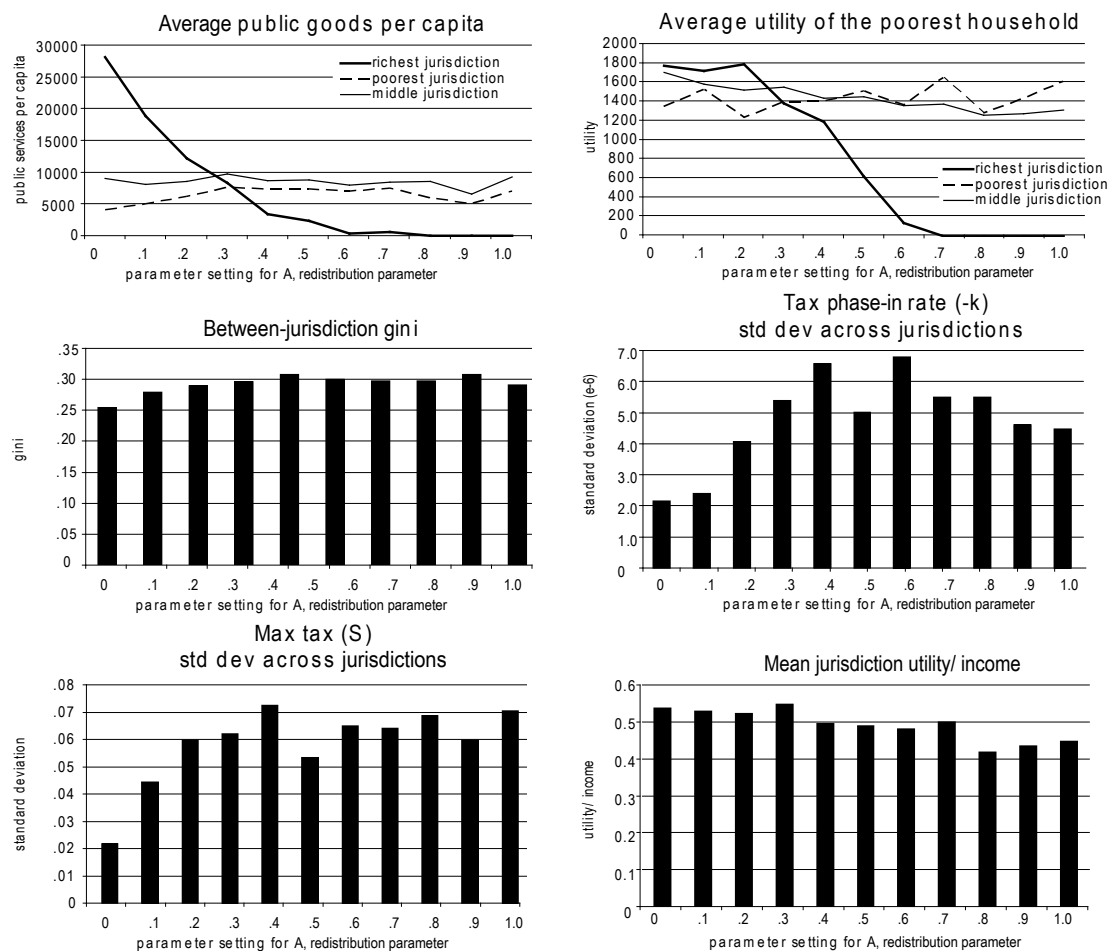 Average public goods per capita
public services per capita
30000
25000
20000
15000
10000
5000
0
richest jurisdiction
poorest jurisdiction
middle jurisdiction
0 .1 .2 .3 .4 .5 .6 .7 .8 .9 1.0
parameter setting for A, redistribution parameter
Average utility of the poorest household
utility
2000
1800
1600
1400
1200
1000
800
600
400
200
0
richest jurisdiction
poorest jurisdiction
middle jurisdiction
0 .1 .2 .3 .4 .5 .6 .7 .8 .9 1.0
parameter setting for A, redistribution parameter
Between-jurisdiction gini
gini
.35
.30
.25
.20
.15
.10
.05
0
0 .1 .2 .3 .4 .5 .6 .7 .8 .9 1.0
parameter setting for A, redistribution parameter
Tax phase-in rate (-k)
std dev across jurisdictions
standard deviation (e-6)
7.0
6.0
5.0
4.0
3.0
2.0
1.0
0
0 .1 .2 .3 .4 .5 .6 .7 .8 .9 1.0
parameter setting for A, redistribution parameter
Max tax (S)
std dev across jurisdictions
standard deviation
.08
.07
.06
.05
.04
.03
.02
.01
0
0 .1 .2 .3 .4 .5 .6 .7 .8 .9 1.0
parameter setting for A, redistribution parameter
Mean jurisdiction utility/ income
utility/ income
0.6
0.5
0.4
0.3
0.2
0.1
0
0 .1 .2 .3 .4 .5 .6 .7 .8 .9 1.0
parameter setting for A, redistribution parameter